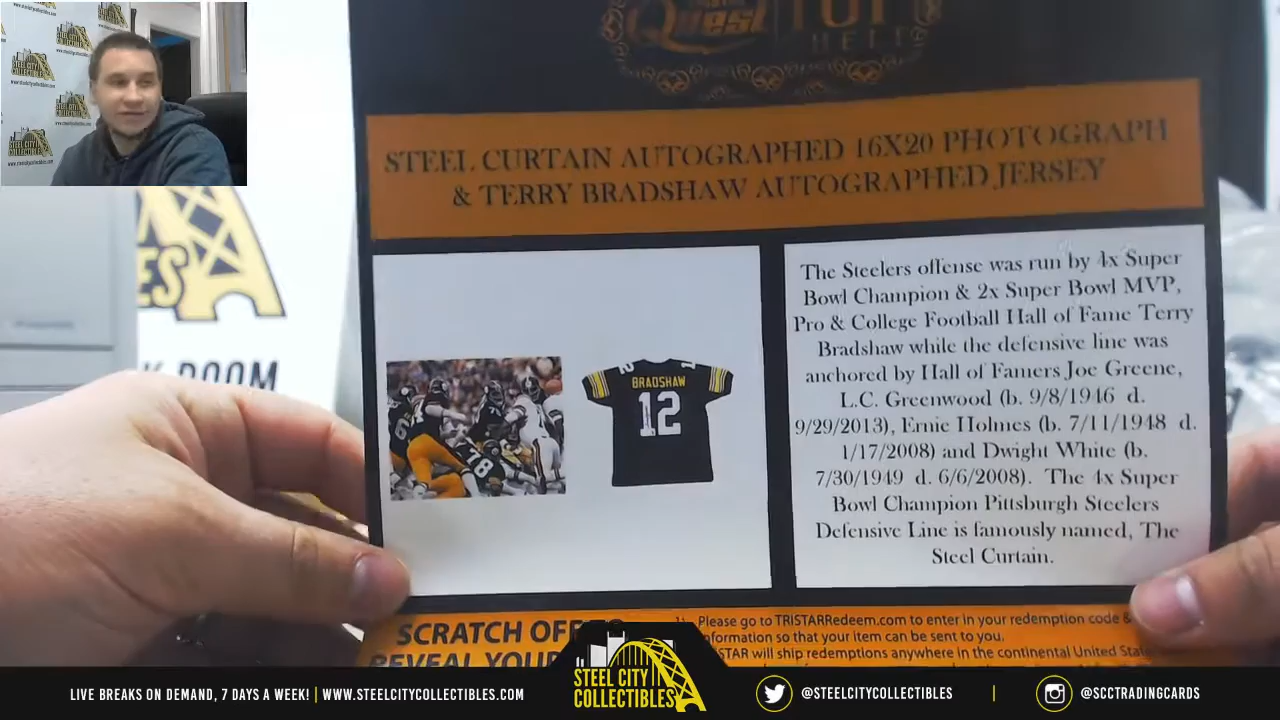 Quest
STEEL CURTAIN AUTOGRAPHED 16X20 PHOTOGRAPH
& TERRY BRADSHAW AUTOGRAPHED JERSEY
BRADSHAW
12
78
The Steelers offense was run by 4x Super
Bowl Champion & 2x Super Bowl MVP,
Pro & College Football Hall of Fame Terry
Bradshaw while the defensive line was
anchored by Hall of Famers Joe Greene,
L.C. Greenwood (b. 9/8/1946 d.
9/29/2013), Ernie Holmes (b. 7/11/1948 d.
1/17/2008) and Dwight White (b.
7/30/1949 d. 6/6/2008). The 4x Super
Bowl Champion Pittsburgh Steelers
Defensive Line is famously named, The
Steel Curtain.
SCRATCH OFF
REVEAL YOUR
Please go to TRISTARRedeem.com to enter in your redemption code &
information so that your item can be sent to you.
TRISTAR will ship redemptions anywhere in the continental United
STEEL CITY
COLLECTIBLES
LIVE BREAKS ON DEMAND, 7 DAYS A WEEK! | WWW.STEELCITYCOLLECTIBLES.COM
@STEELCITYCOLLECTIBLES | @SCCTRADINGCARDS